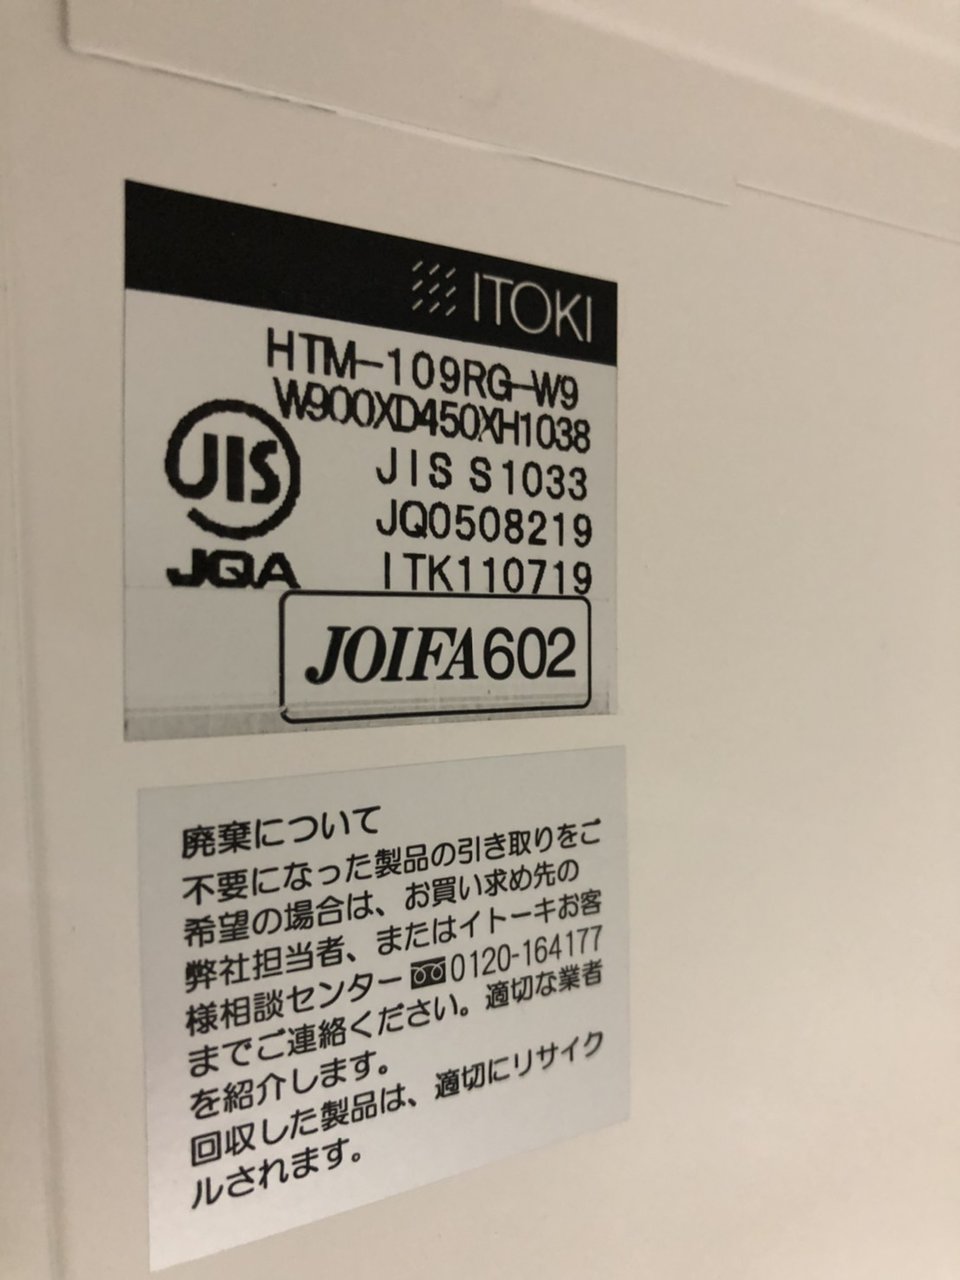 ITOKI
HTM-109RG-W9
W900XD450XH1038
JIS
JIS S1033
JQ0508219
JQA
ITK110719
JOIFA602
廃棄について
不要になった製品の引き取りをご
希望の場合は、お買い求め先の
弊社担当者、またはイトーキお客
様相談センター 0120-164177
までご連絡ください。適切な業者
を紹介します。
回収した製品は、適切にリサイク
ルされます。